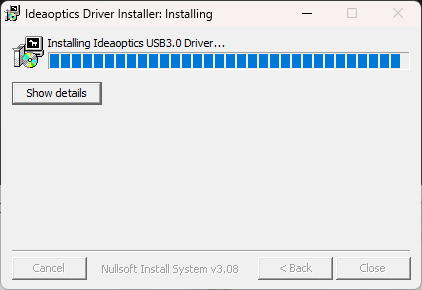 Ideaoptics Driver Installer: Installing
Installing Ideaoptics USB3.0 Driver...
Show details
Cancel
Nullsoft Install System v3.08
< Back
Close